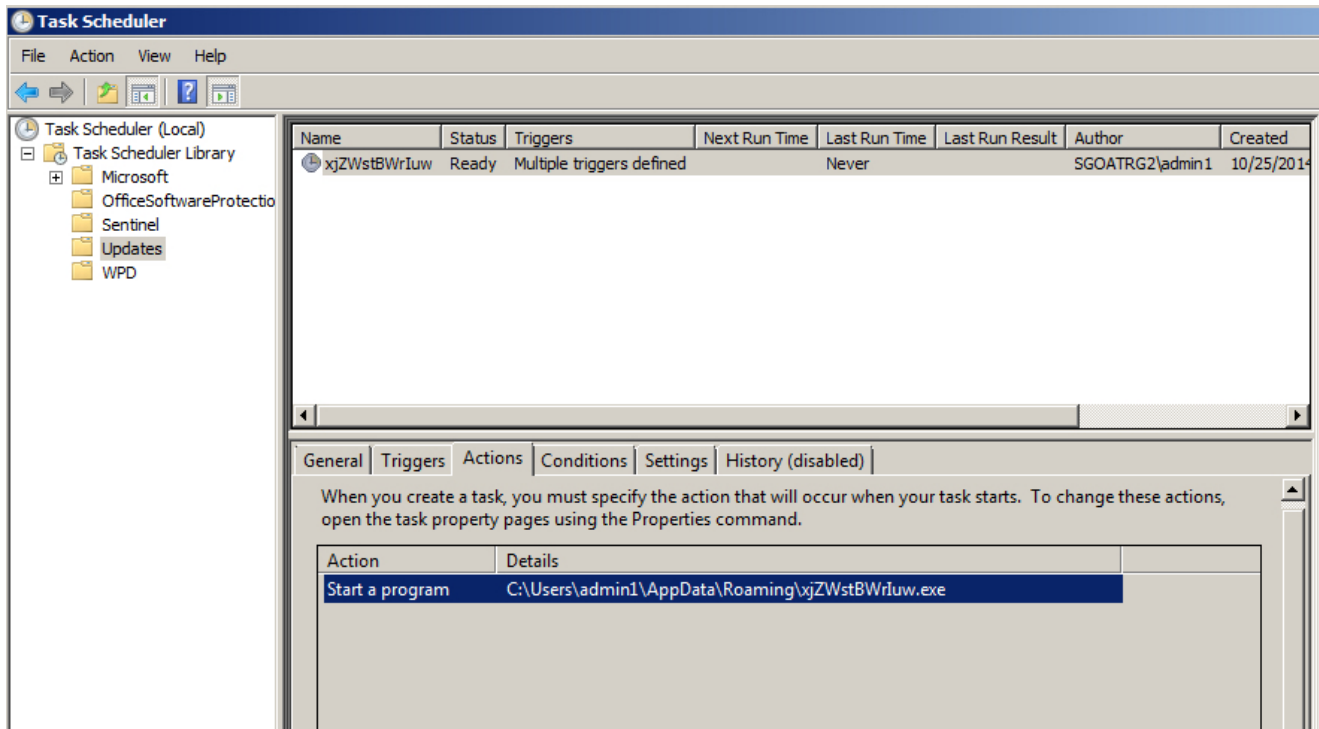 Task Scheduler
File Action View Help
Task Scheduler (Local)
Task Scheduler Library
Microsoft
OfficeSoftwareProtectio
Sentinel
Updates
WPD
Name Status Triggers Next Run Time Last Run Time Last Run Result Author Created
xjZWstBWrIuw Ready Multiple triggers defined Never SGOATRG2\admin1 10/25/2014
General Triggers Actions Conditions Settings History (disabled)
When you create a task, you must specify the action that will occur when your task starts. To change these actions,
open the task property pages using the Properties command.
Action Details
Start a program C:\Users\admin1\AppData\Roaming\xjZWstBWrIuw.exe